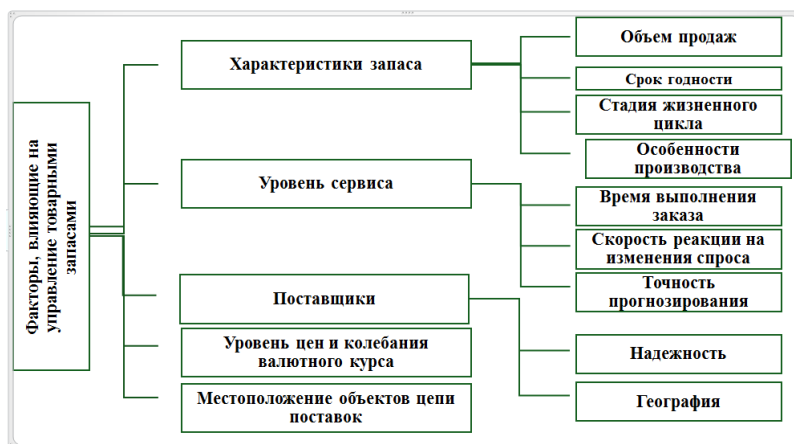 Факторы, влияющие на
управление товарными
запасами
Характеристики запаса
Объем продаж
Срок годности
Стадия жизненного
цикла
Особенности
производства
Уровень сервиса
Время выполнения
заказа
Скорость реакции на
изменения спроса
Точность
прогнозирования
Поставщики
Надежность
География
Уровень цен и колебания
валютного курса
Местоположение объектов цепи
поставок